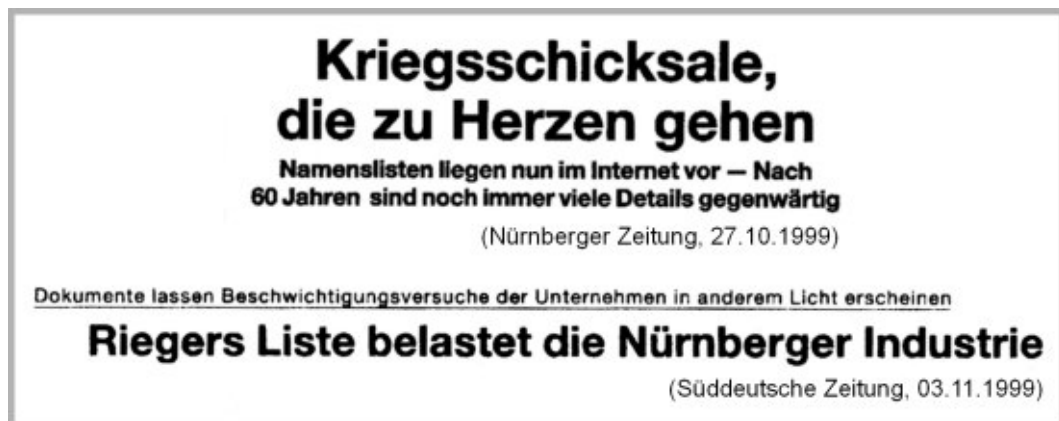 Kriegsschicksale,
die zu Herzen gehen
Namenslisten liegen nun im Internet vor — Nach
60 Jahren sind noch immer viele Details gegenwärtig
(Nürnberger Zeitung, 27.10.1999)
Dokumente lassen Beschwichtigungsversuche der Unternehmen in anderem Licht erscheinen
Riegers Liste belastet die Nürnberger Industrie
(Süddeutsche Zeitung, 03.11.1999)